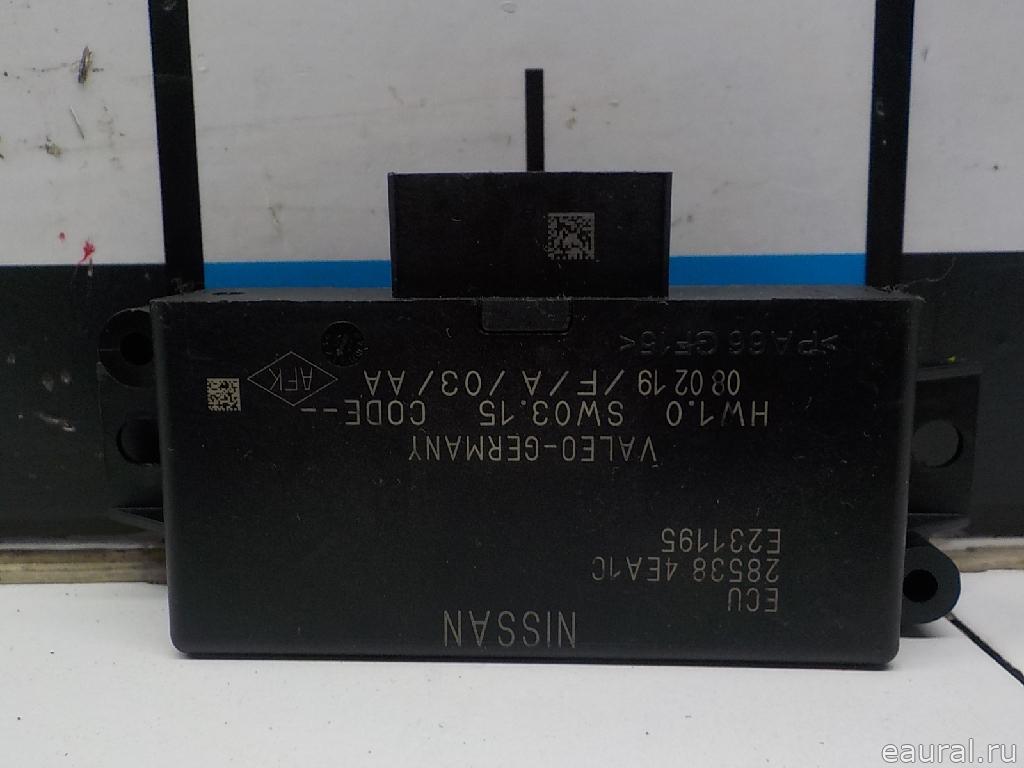 NISSAN
ECU
28538 4EA1C
E231195
VALEO-GERMANY
HW1.0 SW03.15 CODE--
08 02 19 /F/A /03/AA
AFK
>PA66 GF15<
eaural.ru